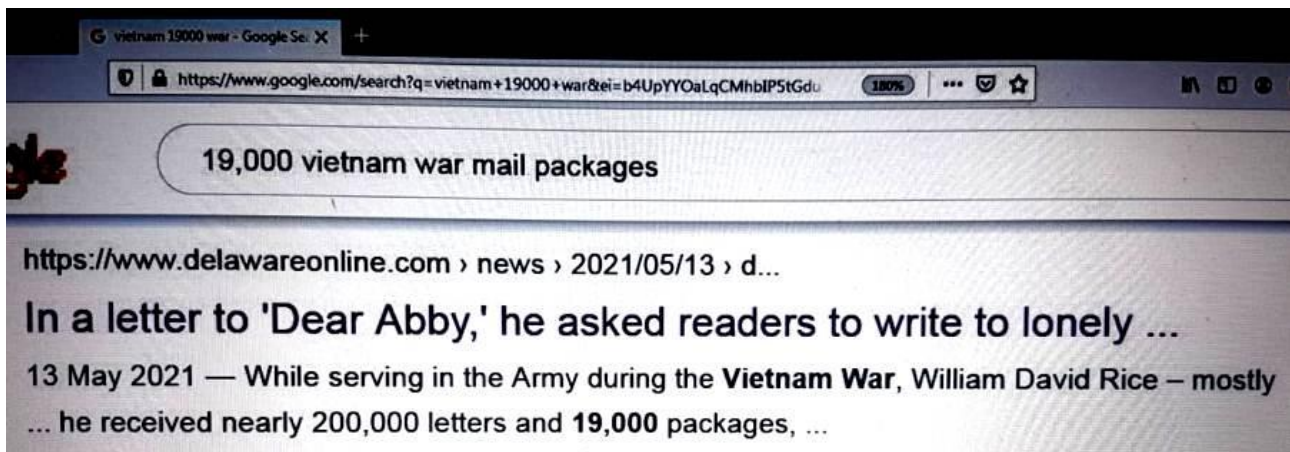 vietnam 19000 war - Google Se
https://www.google.com/search?q=vietnam+19000+war&ei=b4UpYYOaLqCMhbIP5tGdu 180%
gle 19,000 vietnam war mail packages
https://www.delawareonline.com › news › 2021/05/13 › d...
In a letter to 'Dear Abby,' he asked readers to write to lonely ...
13 May 2021 — While serving in the Army during the Vietnam War, William David Rice – mostly
... he received nearly 200,000 letters and 19,000 packages, ...